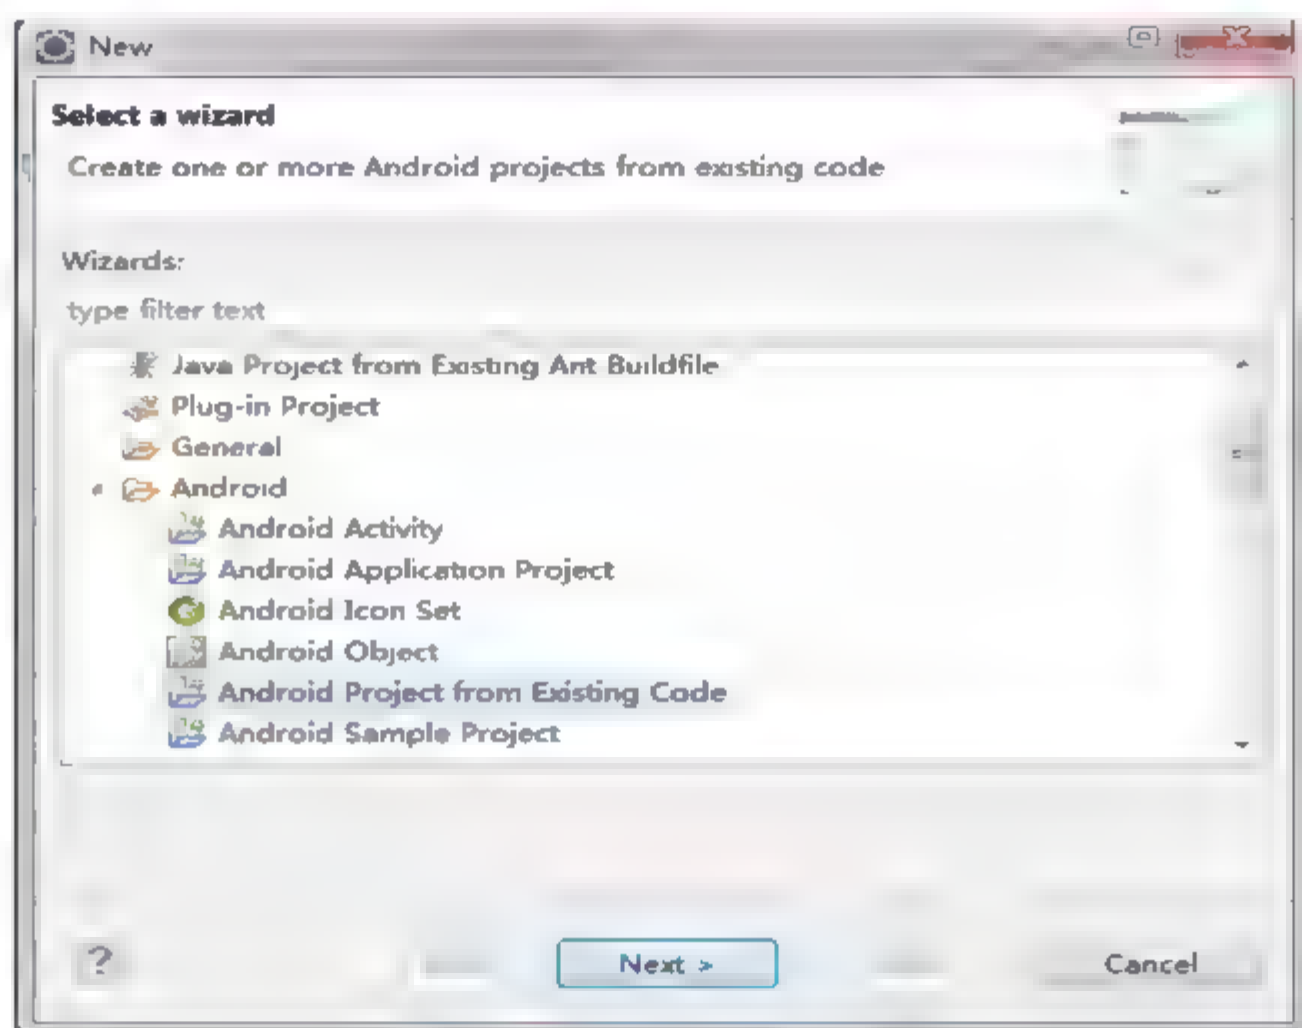 New
Select a wizard
Create one or more Android projects from existing code
Wizards:
type filter text
Java Project from Existing Ant Buildfile
Plug-in Project
General
Android
Android Activity
Android Application Project
Android Icon Set
Android Object
Android Project from Existing Code
Android Sample Project
? Next > Cancel